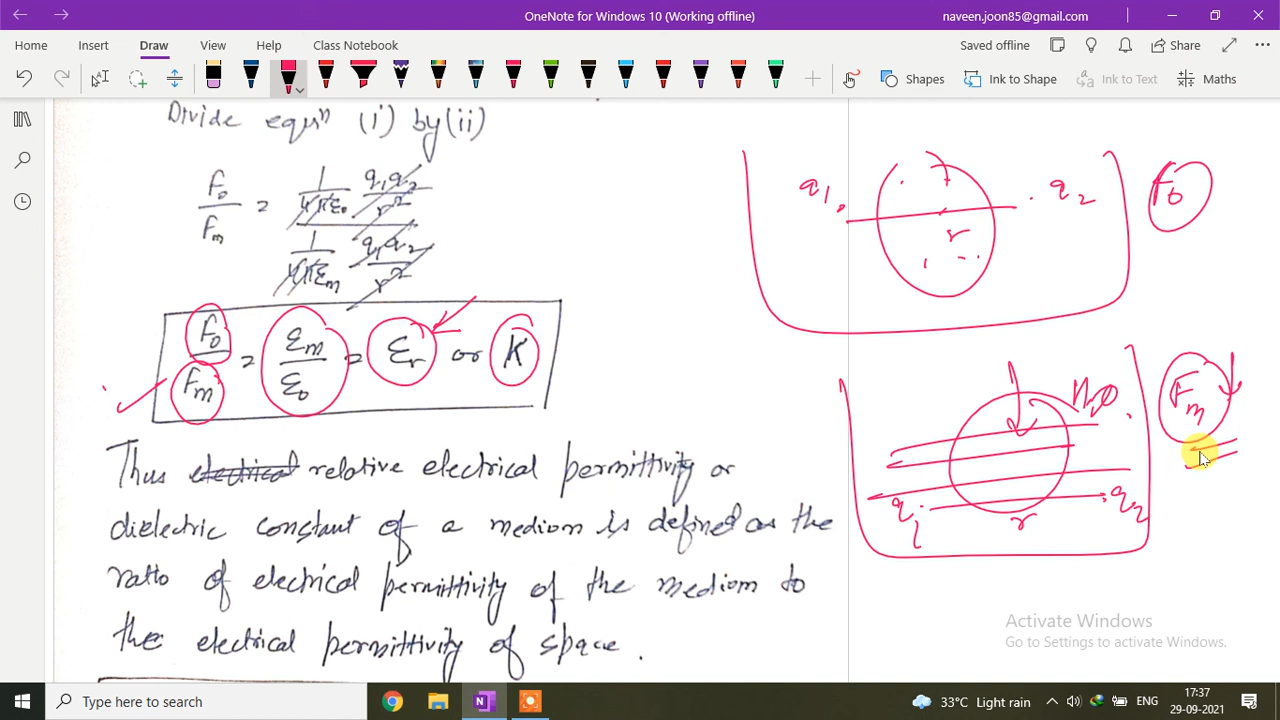 OneNote for Windows 10 (Working offline)
naveen.joon85@gmail.com
Home Insert Draw View Help Class Notebook
Saved offline
Share
Shapes Ink to Shape Ink to Text Maths
Divide equⁿ (i) by (ii)
F₀/Fm = (1/4πε₀ q₁q₂/r²)/(1/4πεm q₁q₂/r²)
F₀/Fm = εm/ε₀ = εr or K
Thus electrical relative electrical permittivity or
dielectric constant of a medium is defined as the
ratio of electrical permittivity of the medium to
the electrical permittivity of space.
q₁ q₂ F₀
r
H₂O Fm
q₁ r q₂
Activate Windows
Go to Settings to activate Windows.
Type here to search
33°C Light rain
ENG
17:37
29-09-2021